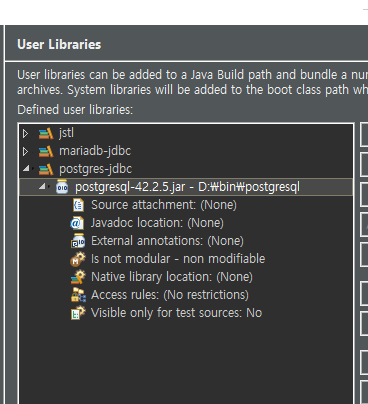 User Libraries
User libraries can be added to a Java Build path and bundle a nu
archives. System libraries will be added to the boot class path wh
Defined user libraries:
jstl
mariadb-jdbc
postgres-jdbc
postgresql-42.2.5.jar - D:₩bin₩postgresql
Source attachment: (None)
Javadoc location: (None)
External annotations: (None)
Is not modular - non modifiable
Native library location: (None)
Access rules: (No restrictions)
Visible only for test sources: No